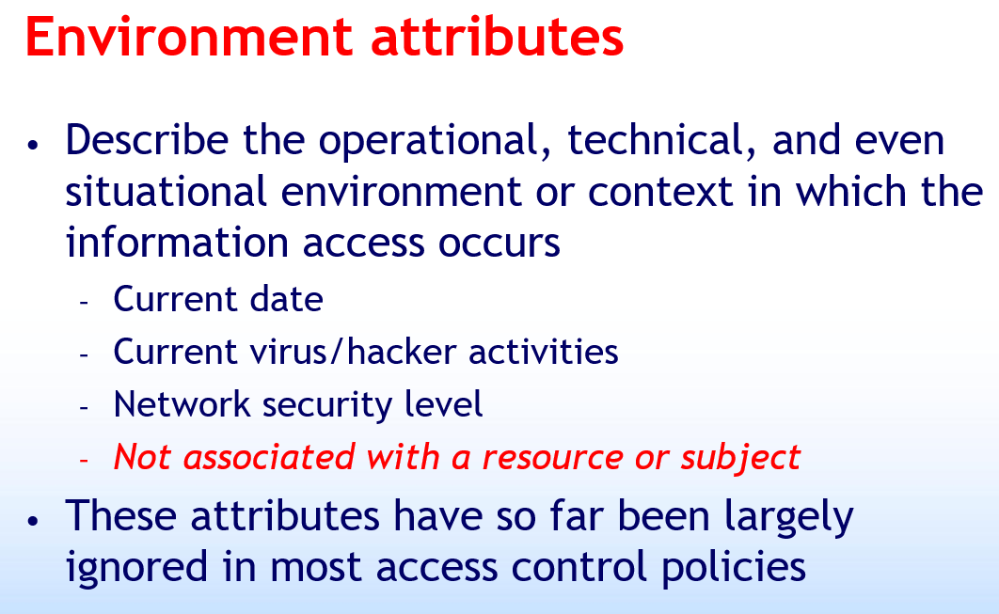 Environment attributes
• Describe the operational, technical, and even
situational environment or context in which the
information access occurs
- Current date
- Current virus/hacker activities
- Network security level
- Not associated with a resource or subject
• These attributes have so far been largely
ignored in most access control policies